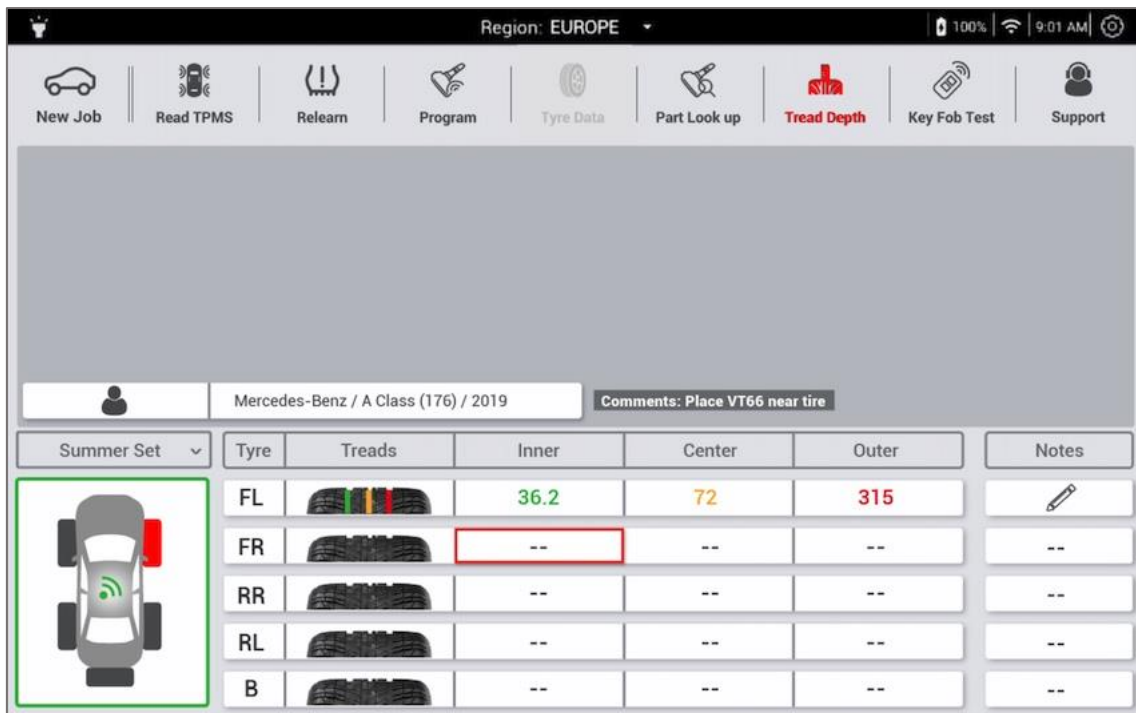 Region: EUROPE 100% 9:01 AM
New Job Read TPMS Relearn Program Tyre Data Part Look up Tread Depth Key Fob Test Support
Mercedes-Benz / A Class (176) / 2019 Comments: Place VT66 near tire
Summer Set Tyre Treads Inner Center Outer Notes
FL 36.2 72 315
FR -- -- -- --
RR -- -- -- --
RL -- -- -- --
B -- -- -- --